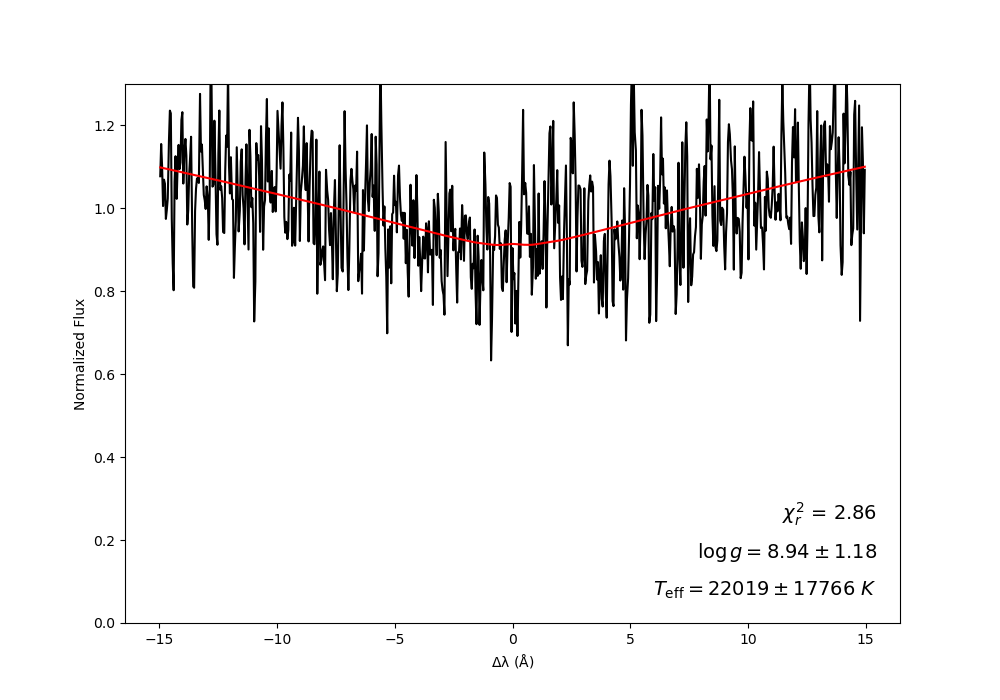 1.2
1.0
0.8
0.6
0.4
0.2
0.0
Normalized Flux
χ²ᵣ = 2.86
log g = 8.94 ± 1.18
T_eff = 22019 ± 17766 K
−15 −10 −5 0 5 10 15
Δλ (Å)